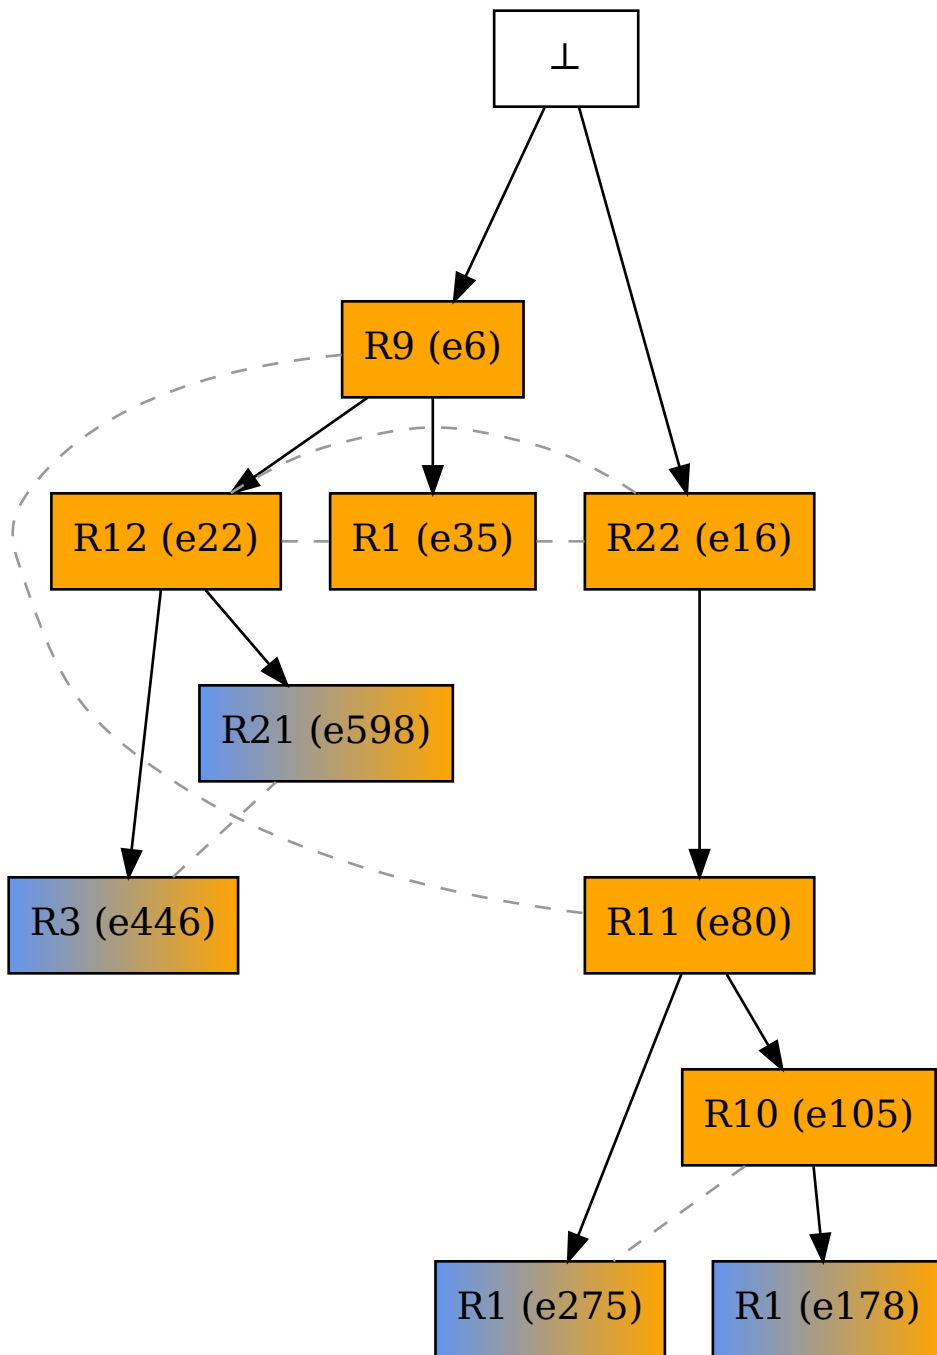 ⊥
R9 (e6)
R12 (e22)
R1 (e35)
R22 (e16)
R21 (e598)
R3 (e446)
R11 (e80)
R10 (e105)
R1 (e275)
R1 (e178)